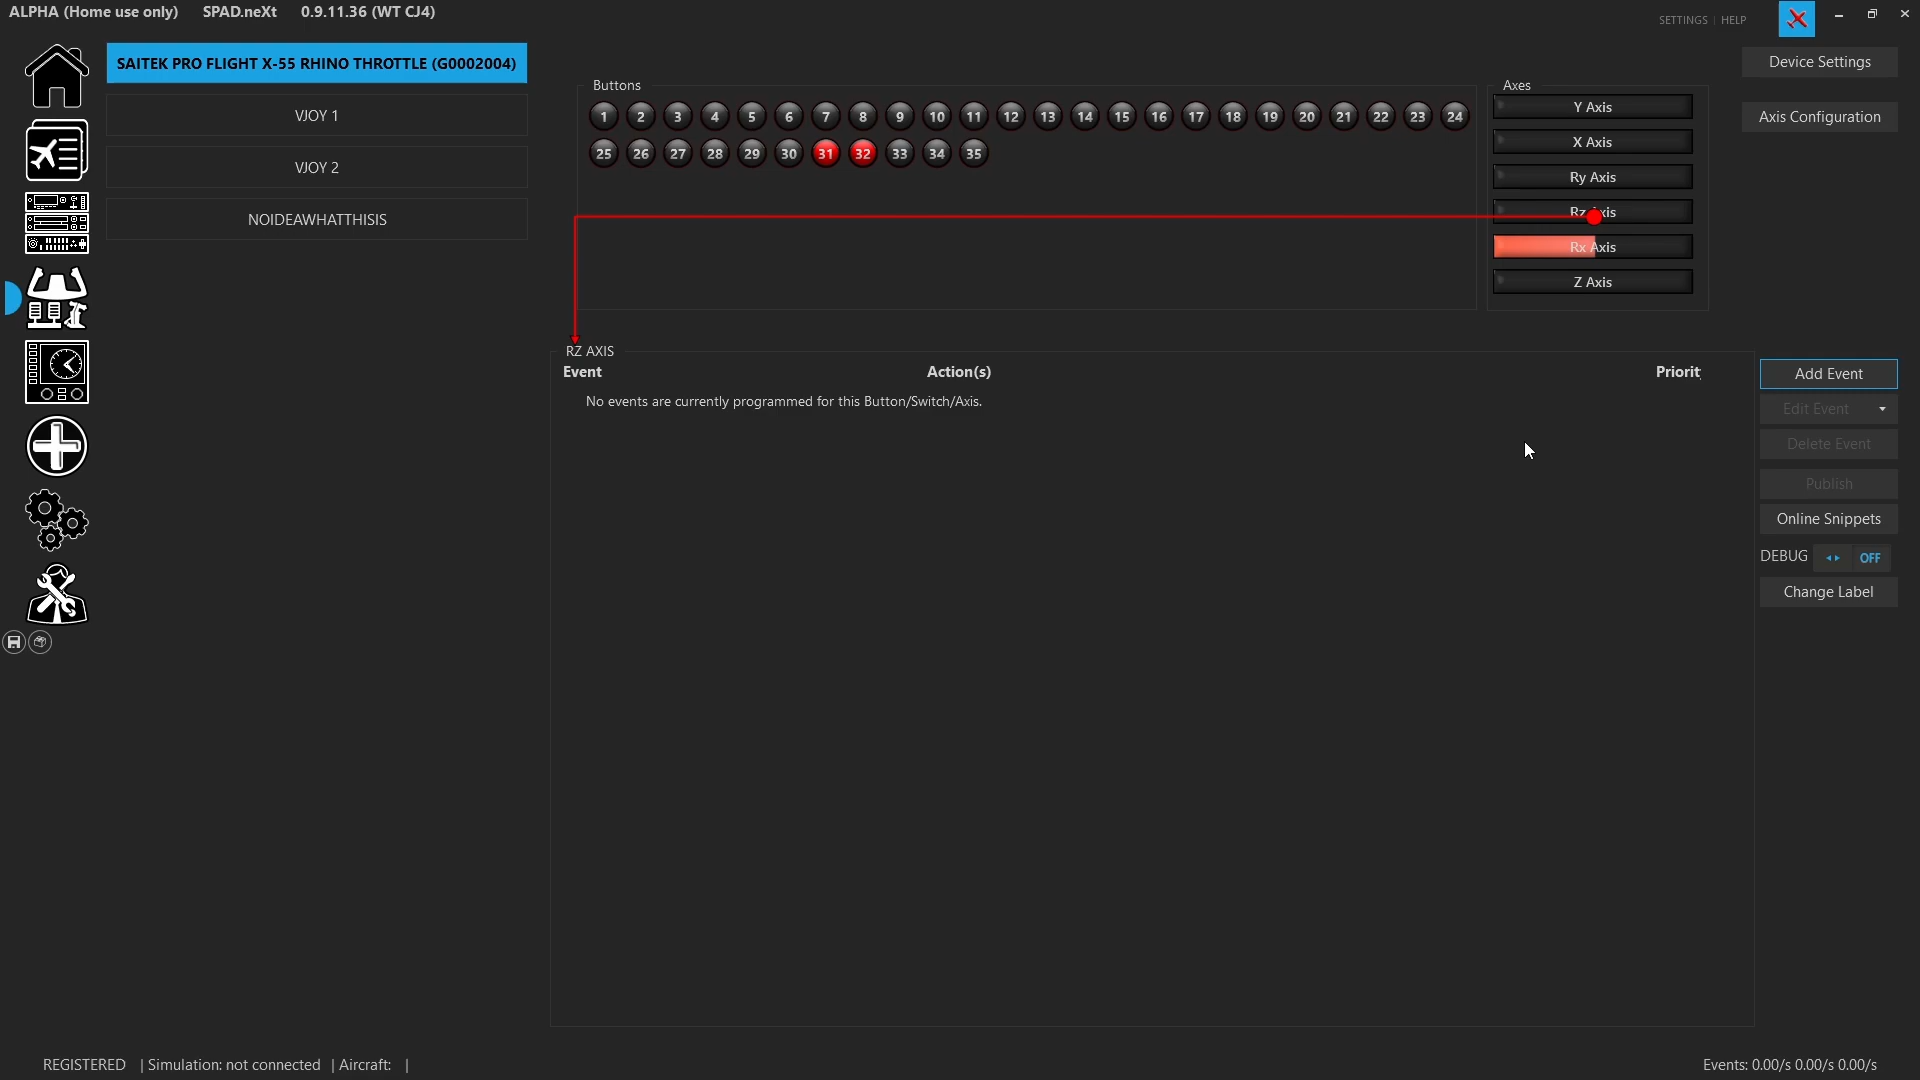 ALPHA (Home use only) SPAD.neXt 0.9.11.36 (WT CJ4)
SETTINGS | HELP
SAITEK PRO FLIGHT X-55 RHINO THROTTLE (G0002004)
VJOY 1
VJOY 2
NOIDEAWHATTHISIS
Buttons
1 2 3 4 5 6 7 8 9 10 11 12 13 14 15 16 17 18 19 20 21 22 23 24
25 26 27 28 29 30 31 32 33 34 35
Axes
Y Axis
X Axis
Ry Axis
Rz Axis
Rx Axis
Z Axis
Device Settings
Axis Configuration
RZ AXIS
Event Action(s) Priorit
No events are currently programmed for this Button/Switch/Axis.
Add Event
Edit Event
Delete Event
Publish
Online Snippets
DEBUG OFF
Change Label
REGISTERED | Simulation: not connected | Aircraft: |
Events: 0.00/s 0.00/s 0.00/s